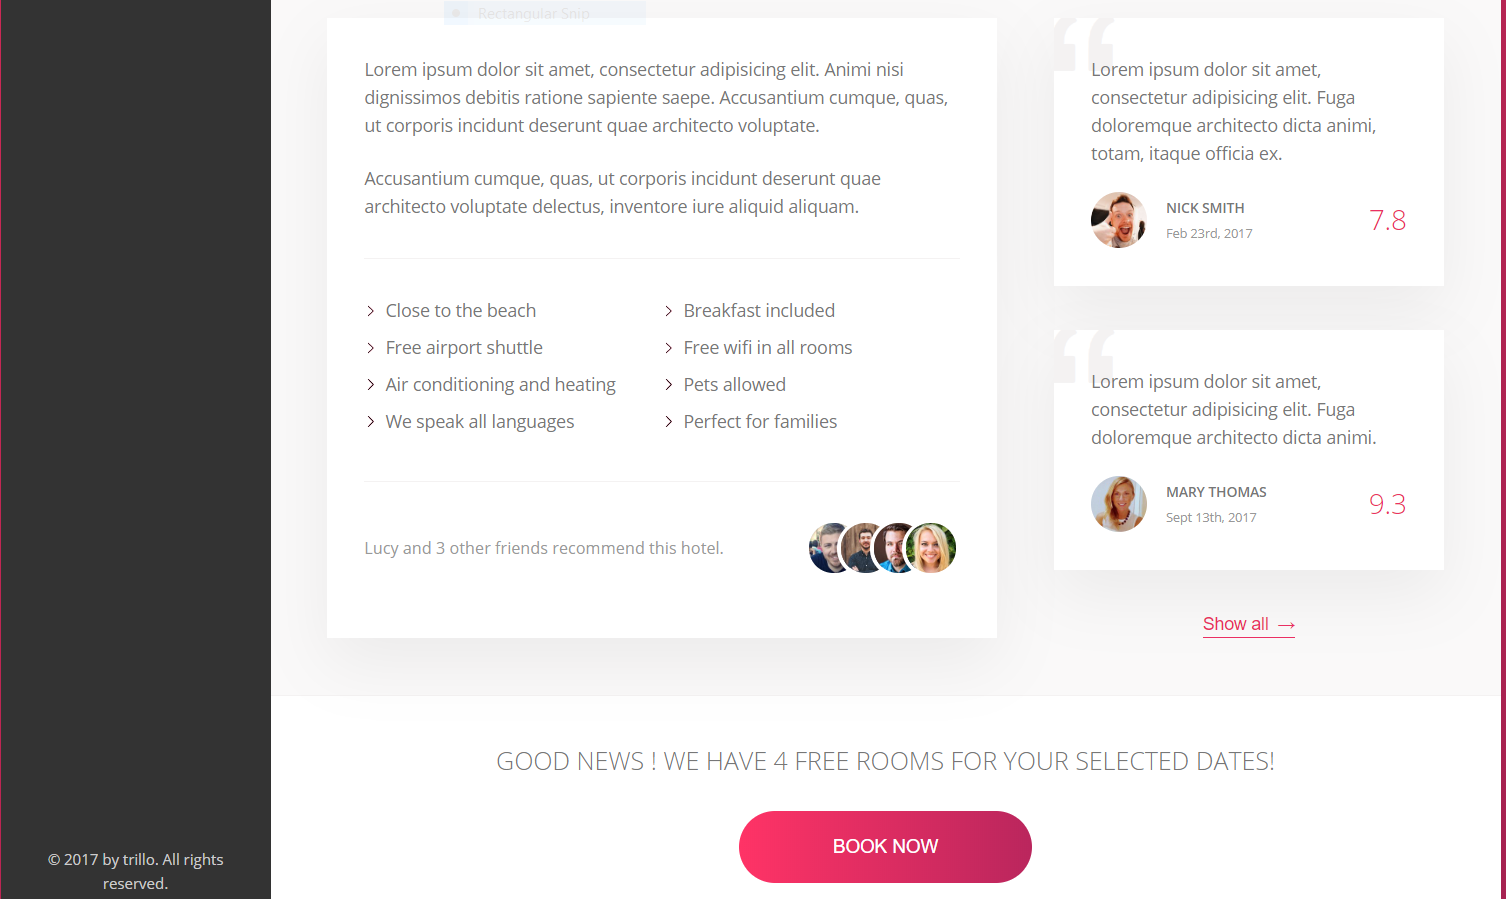 Rectangular Snip
Lorem ipsum dolor sit amet, consectetur adipisicing elit. Animi nisi
dignissimos debitis ratione sapiente saepe. Accusantium cumque, quas,
ut corporis incidunt deserunt quae architecto voluptate.
Accusantium cumque, quas, ut corporis incidunt deserunt quae
architecto voluptate delectus, inventore iure aliquid aliquam.
Close to the beach
Breakfast included
Free airport shuttle
Free wifi in all rooms
Air conditioning and heating
Pets allowed
We speak all languages
Perfect for families
Lucy and 3 other friends recommend this hotel.
“
Lorem ipsum dolor sit amet,
consectetur adipisicing elit. Fuga
doloremque architecto dicta animi,
totam, itaque officia ex.
NICK SMITH
Feb 23rd, 2017
7.8
“
Lorem ipsum dolor sit amet,
consectetur adipisicing elit. Fuga
doloremque architecto dicta animi.
MARY THOMAS
Sept 13th, 2017
9.3
Show all →
GOOD NEWS ! WE HAVE 4 FREE ROOMS FOR YOUR SELECTED DATES!
BOOK NOW
© 2017 by trillo. All rights
reserved.